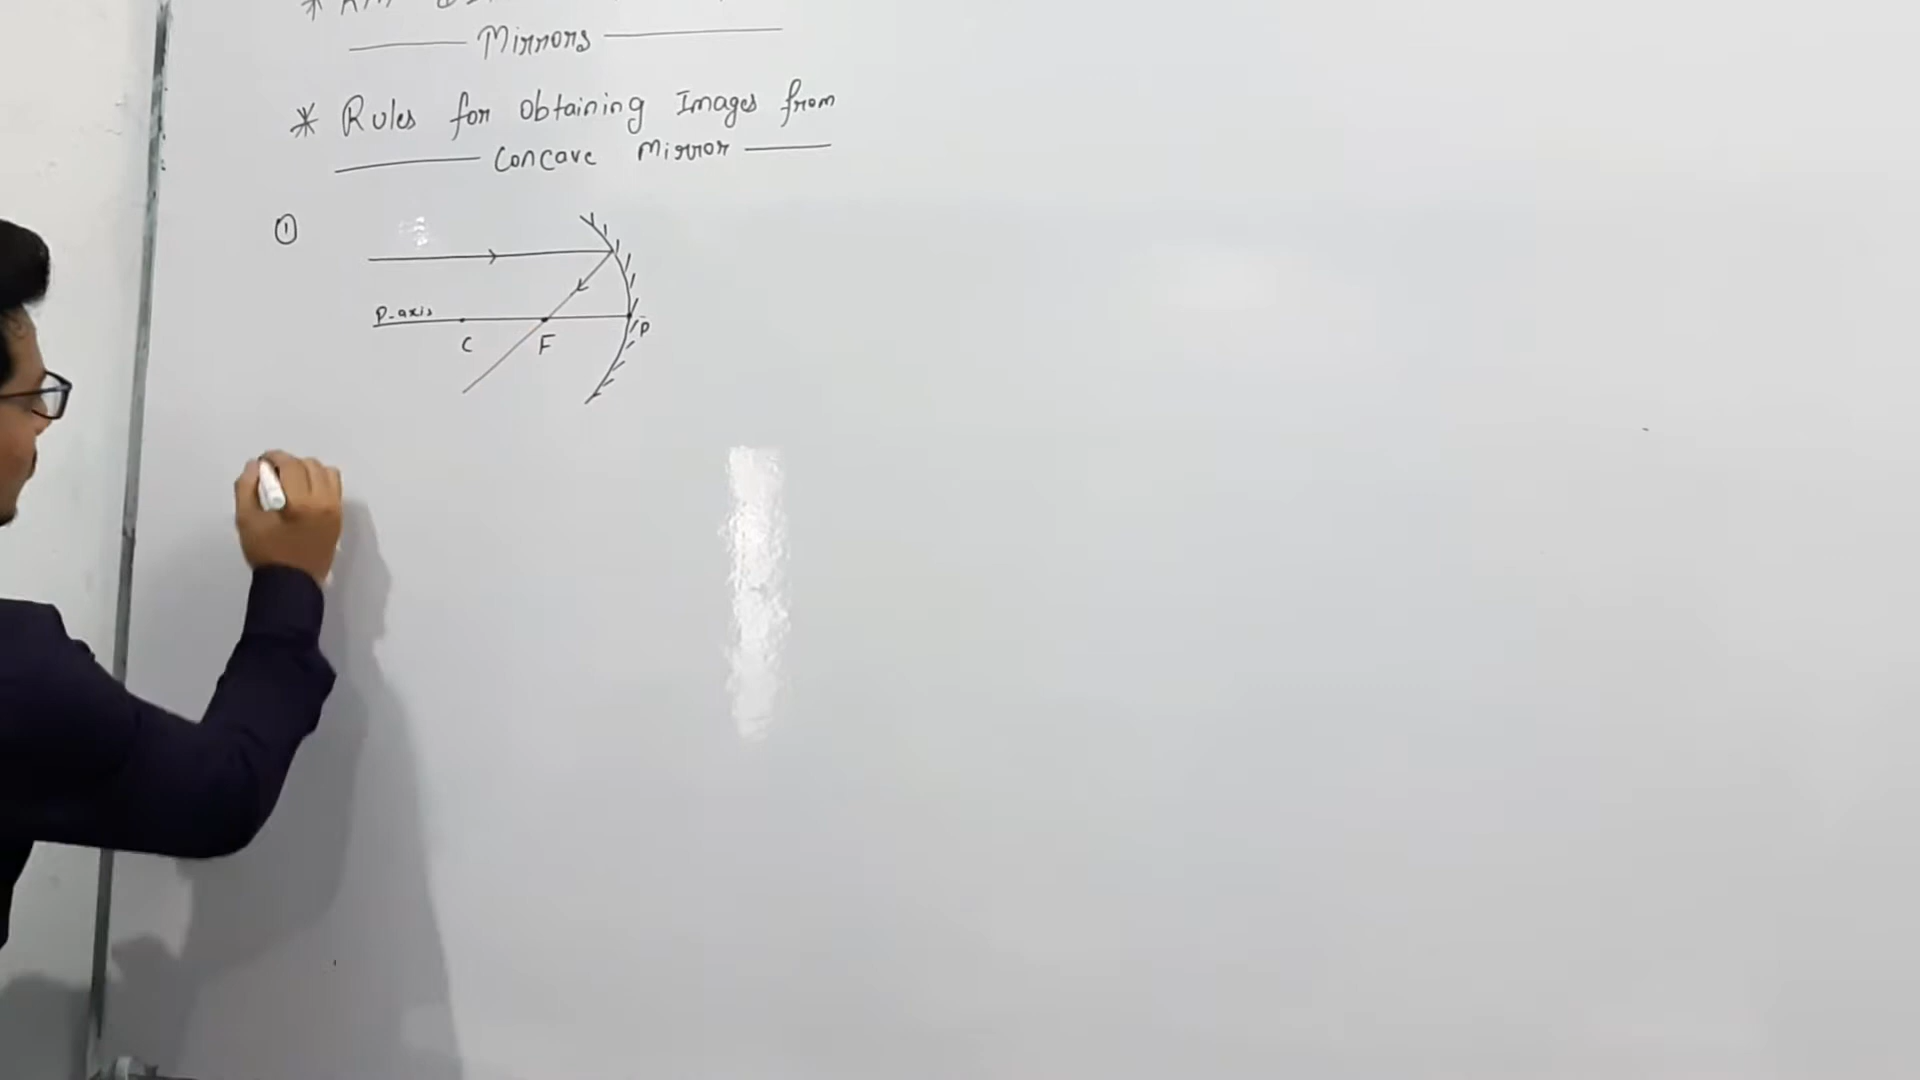 Mirrors
* Rules for obtaining Images from
Concave Mirror
①
P-axis
C F P